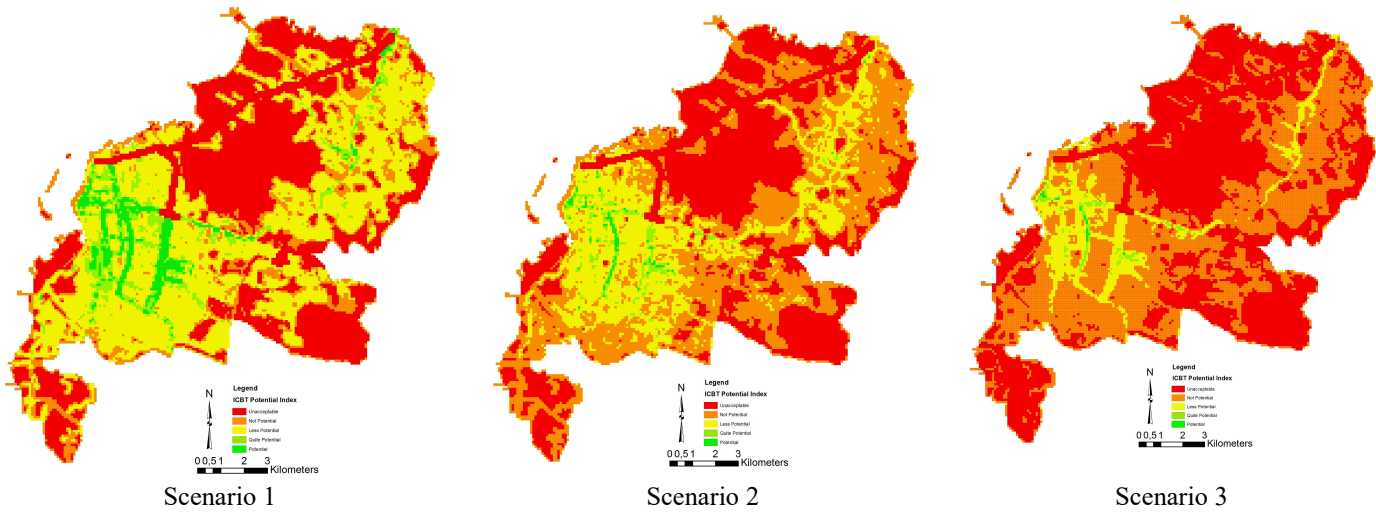 N
Legend
ICBT Potential Index
Unacceptable
Not Potential
Less Potential
Quite Potential
Potential
0 0,5 1 2 3
Kilometers
Scenario 1
N
Legend
ICBT Potential Index
Unacceptable
Not Potential
Less Potential
Quite Potential
Potential
0 0,5 1 2 3
Kilometers
Scenario 2
N
Legend
ICBT Potential Index
Unacceptable
Not Potential
Less Potential
Quite Potential
Potential
0 0,5 1 2 3
Kilometers
Scenario 3